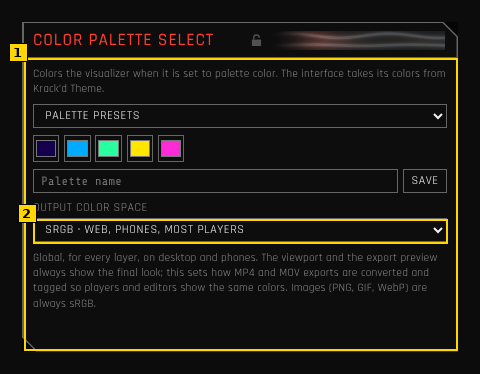 COLOR PALETTE SELECT
1
Colors the visualizer when it is set to palette color. The interface takes its colors from
Krack'd Theme.
PALETTE PRESETS
Palette name
SAVE
OUTPUT COLOR SPACE
2
SRGB · WEB, PHONES, MOST PLAYERS
Global, for every layer, on desktop and phones. The viewport and the export preview
always show the final look; this sets how MP4 and MOV exports are converted and
tagged so players and editors show the same colors. Images (PNG, GIF, WebP) are
always sRGB.